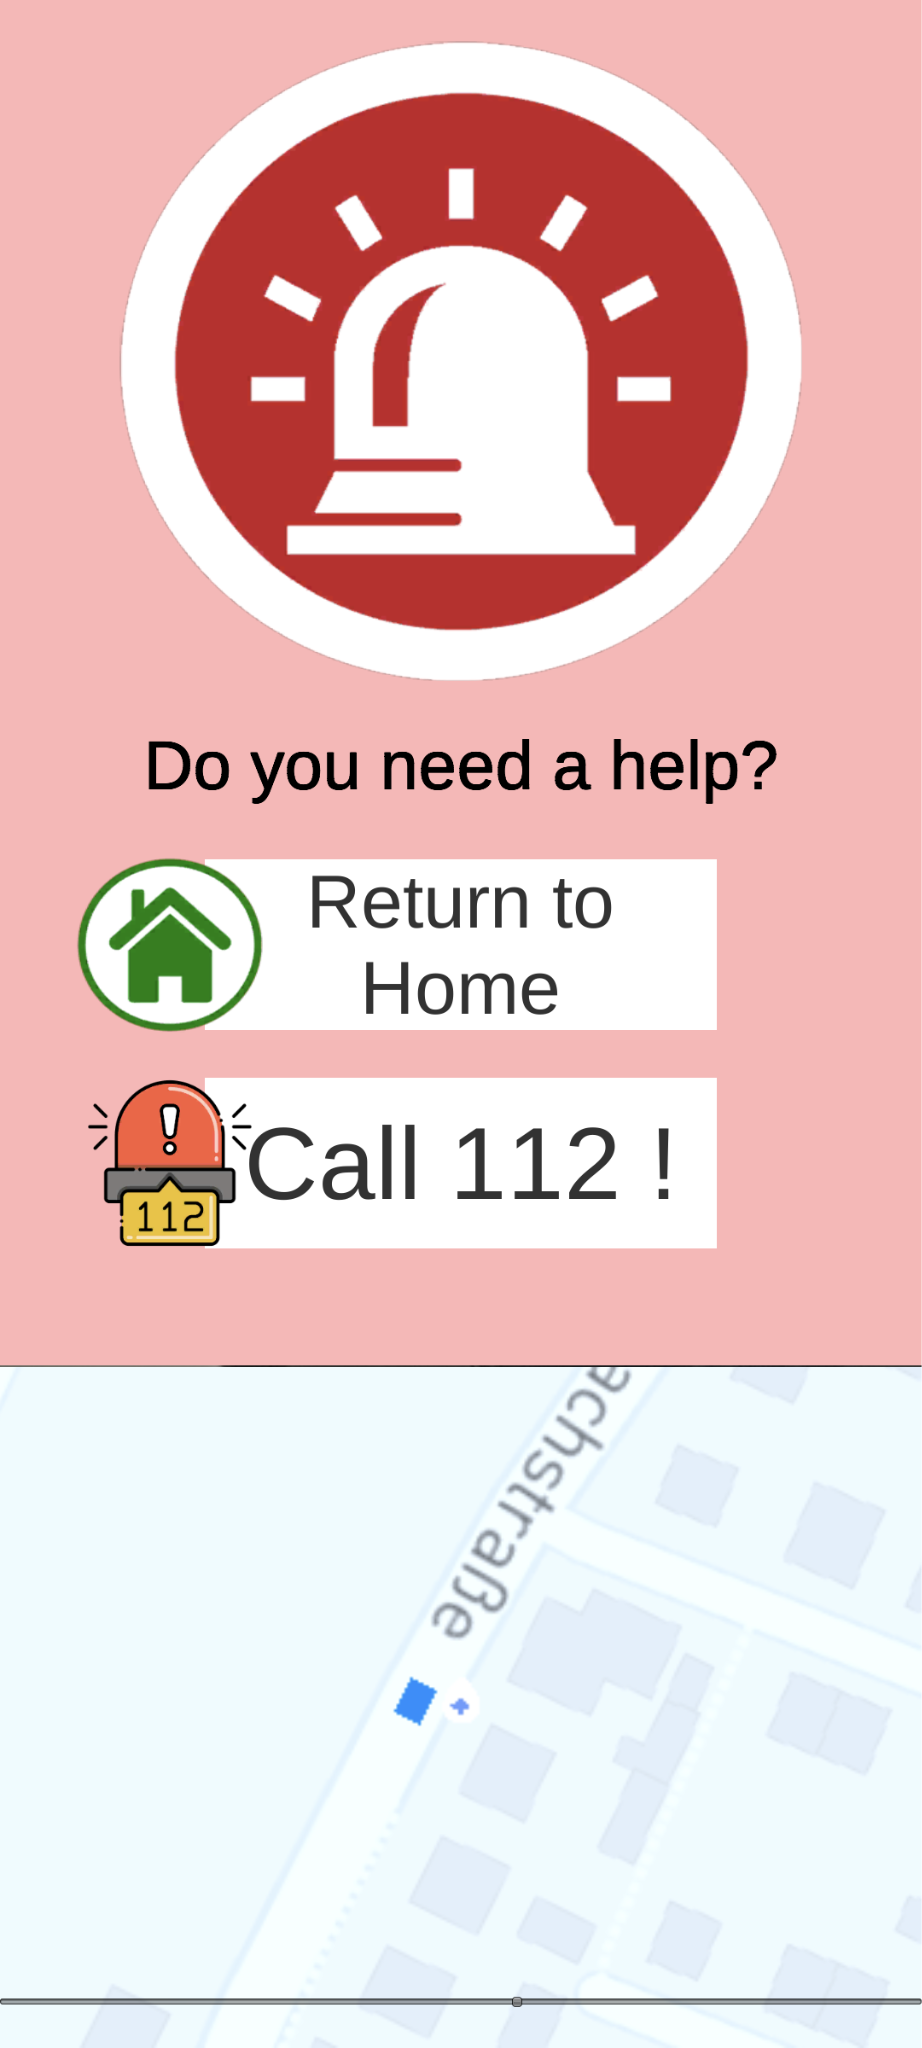 Do you need a help?
Return to
Home
Call 112 !
112
achstraße